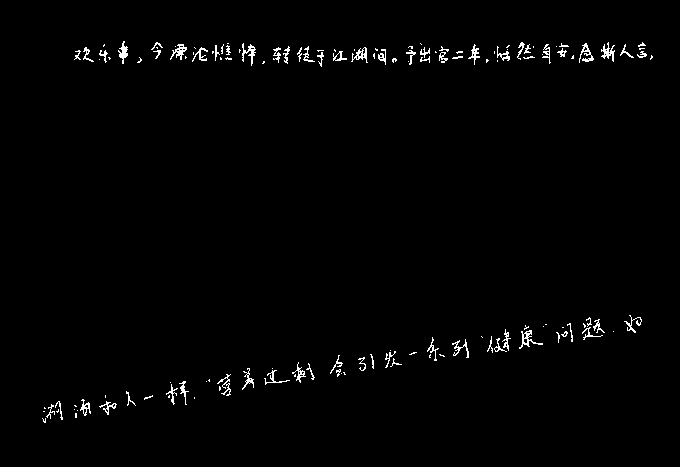 欢乐事，今漂沦憔悴，转徙于江湖间。予出官二年，恬然自安，感斯人言，
湖泊和人一样，“营养过剩”会引发一系列“健康”问题，如